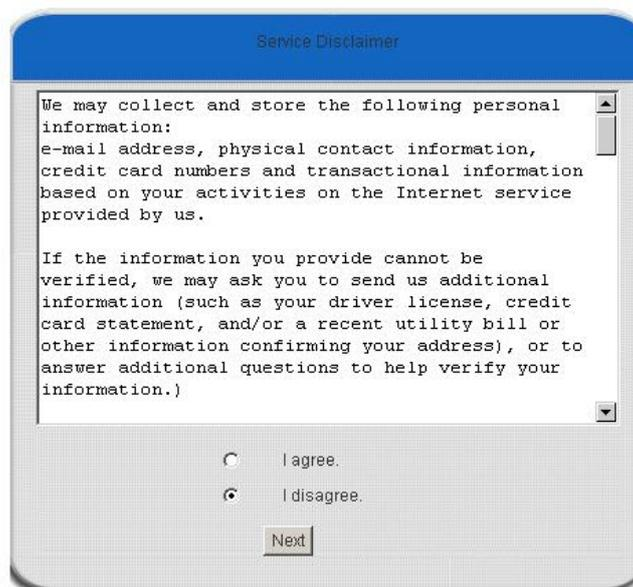 Service Disclaimer
We may collect and store the following personal
information:
e-mail address, physical contact information,
credit card numbers and transactional information
based on your activities on the Internet service
provided by us.
If the information you provide cannot be
verified, we may ask you to send us additional
information (such as your driver license, credit
card statement, and/or a recent utility bill or
other information confirming your address), or to
answer additional questions to help verify your
information.)
I agree.
I disagree.
Next